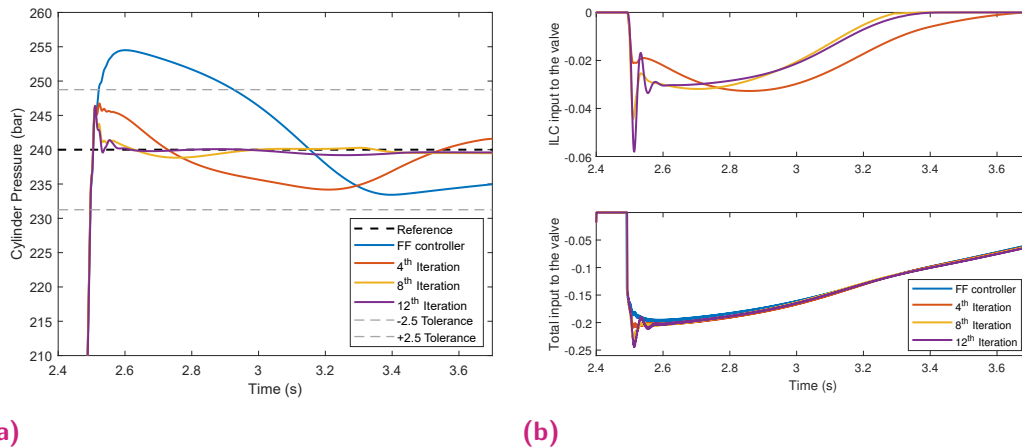 260
255
250
245
240
235
230
225
220
215
210
2.4
2.6
2.8
3
3.2
3.4
3.6
Cylinder Pressure (bar)
Time (s)
Reference
FF controller
4th Iteration
8th Iteration
12th Iteration
-2.5 Tolerance
+2.5 Tolerance
a)
0
-0.02
-0.04
-0.06
2.4
2.6
2.8
3
3.2
3.4
3.6
ILC input to the valve
-0.05
-0.1
-0.15
-0.2
-0.25
2.4
2.6
2.8
3
3.2
3.4
3.6
Total input to the valve
Time (s)
FF controller
4th Iteration
8th Iteration
12th Iteration
(b)